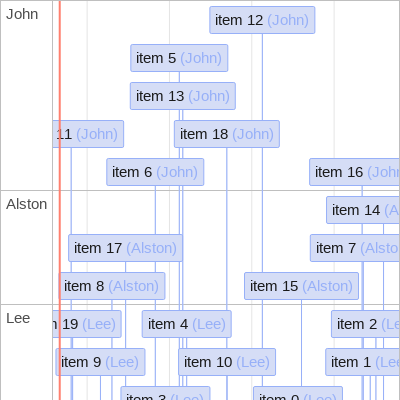 John
item 12 (John)
item 5 (John)
item 13 (John)
11 (John)
item 18 (John)
item 6 (John)
item 16 (John
Alston
item 14 (A
item 17 (Alston)
item 7 (Alsto
item 8 (Alston)
item 15 (Alston)
Lee
19 (Lee)
item 4 (Lee)
item 2 (Le
item 9 (Lee)
item 10 (Lee)
item 1 (Le
item 3 (Lee)
item 0 (Lee)